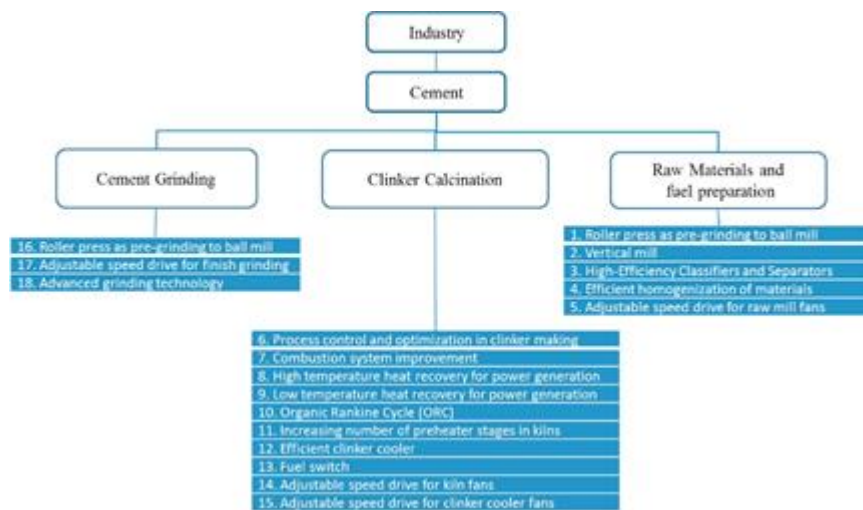 Industry
Cement
Cement Grinding
Clinker Calcination
Raw Materials and
fuel preparation
16. Roller press as pre-grinding to ball mill
17. Adjustable speed drive for finish grinding
18. Advanced grinding technology
1. Roller press as pre-grinding to ball mill
2. Vertical mill
3. High-Efficiency Classifiers and Separators
4. Efficient homogenization of materials
5. Adjustable speed drive for raw mill fans
6. Process control and optimization in clinker making
7. Combustion system improvement
8. High temperature heat recovery for power generation
9. Low temperature heat recovery for power generation
10. Organic Rankine Cycle (ORC)
11. Increasing number of preheater stages in kilns
12. Efficient clinker cooler
13. Fuel switch
14. Adjustable speed drive for kiln fans
15. Adjustable speed drive for clinker cooler fans